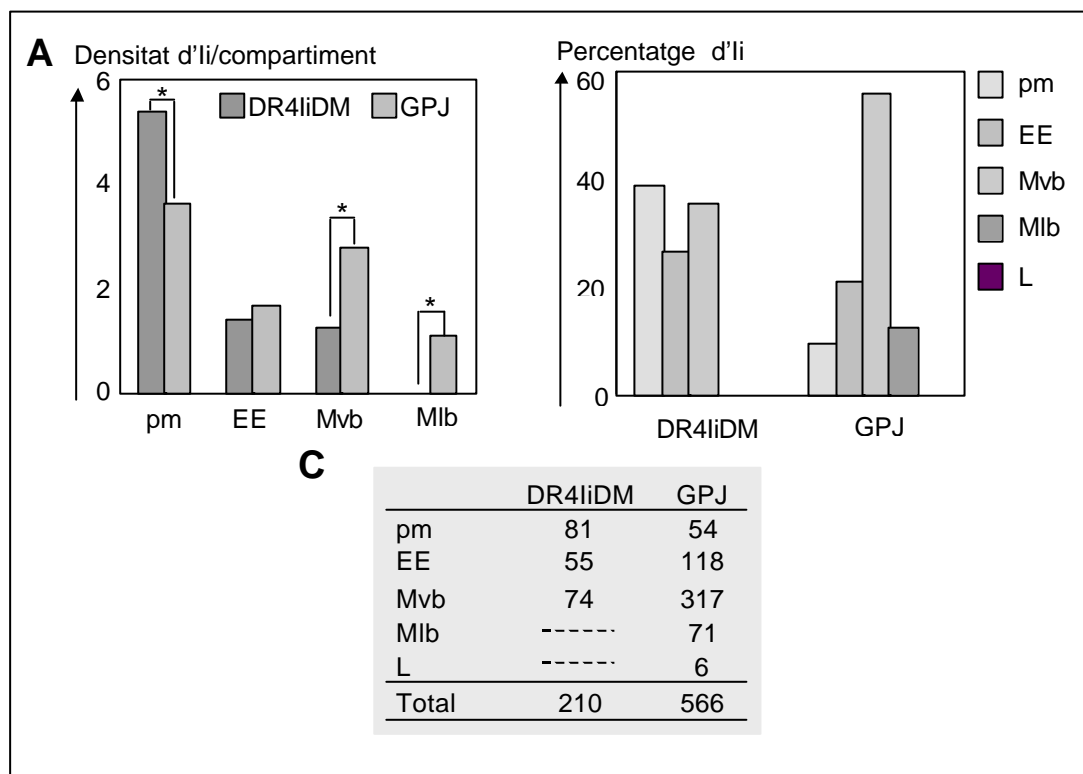 A Densitat d'Ii/compartiment
6
4
2
0
DR4IiDM GPJ
*
*
*
pm EE Mvb Mlb
Percentatge d'Ii
60
40
20
0
DR4IiDM GPJ
pm
EE
Mvb
Mlb
L
C
DR4IiDM GPJ
pm 81 54
EE 55 118
Mvb 74 317
Mlb ------ 71
L ------ 6
Total 210 566